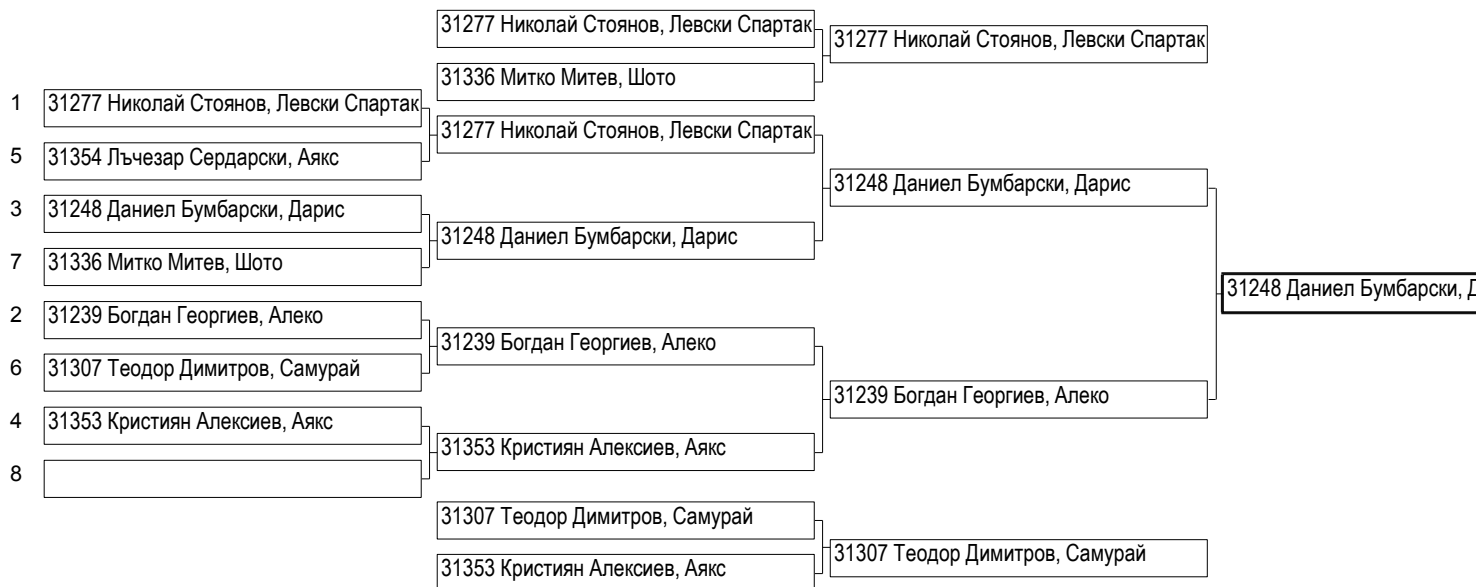 31277 Николай Стоянов, Левски Спартак
31277 Николай Стоянов, Левски Спартак
31336 Митко Митев, Шото
1 31277 Николай Стоянов, Левски Спартак
31277 Николай Стоянов, Левски Спартак
5 31354 Лъчезар Сердарски, Аякс
31248 Даниел Бумбарски, Дарис
3 31248 Даниел Бумбарски, Дарис
31248 Даниел Бумбарски, Дарис
7 31336 Митко Митев, Шото
31248 Даниел Бумбарски, Д
2 31239 Богдан Георгиев, Алеко
31239 Богдан Георгиев, Алеко
6 31307 Теодор Димитров, Самурай
31239 Богдан Георгиев, Алеко
4 31353 Кристиян Алексиев, Аякс
31353 Кристиян Алексиев, Аякс
8
31307 Теодор Димитров, Самурай
31307 Теодор Димитров, Самурай
31353 Кристиян Алексиев, Аякс